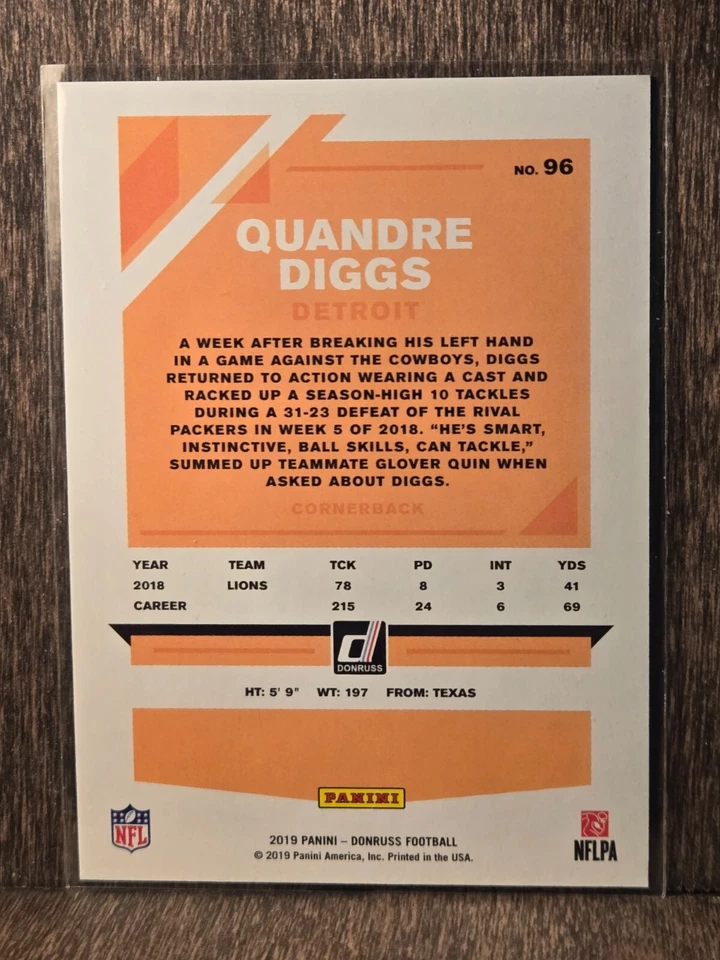 NO. 96
QUANDRE
DIGGS
DETROIT
A WEEK AFTER BREAKING HIS LEFT HAND
IN A GAME AGAINST THE COWBOYS, DIGGS
RETURNED TO ACTION WEARING A CAST AND
RACKED UP A SEASON-HIGH 10 TACKLES
DURING A 31-23 DEFEAT OF THE RIVAL
PACKERS IN WEEK 5 OF 2018. “HE'S SMART,
INSTINCTIVE, BALL SKILLS, CAN TACKLE,”
SUMMED UP TEAMMATE GLOVER QUIN WHEN
ASKED ABOUT DIGGS.
CORNERBACK
YEAR TEAM TCK PD INT YDS
2018 LIONS 78 8 3 41
CAREER 215 24 6 69
d
DONRUSS
HT: 5' 9" WT: 197 FROM: TEXAS
PANINI
NFL
2019 PANINI – DONRUSS FOOTBALL
© 2019 Panini America, Inc. Printed in the USA.
NFLPA